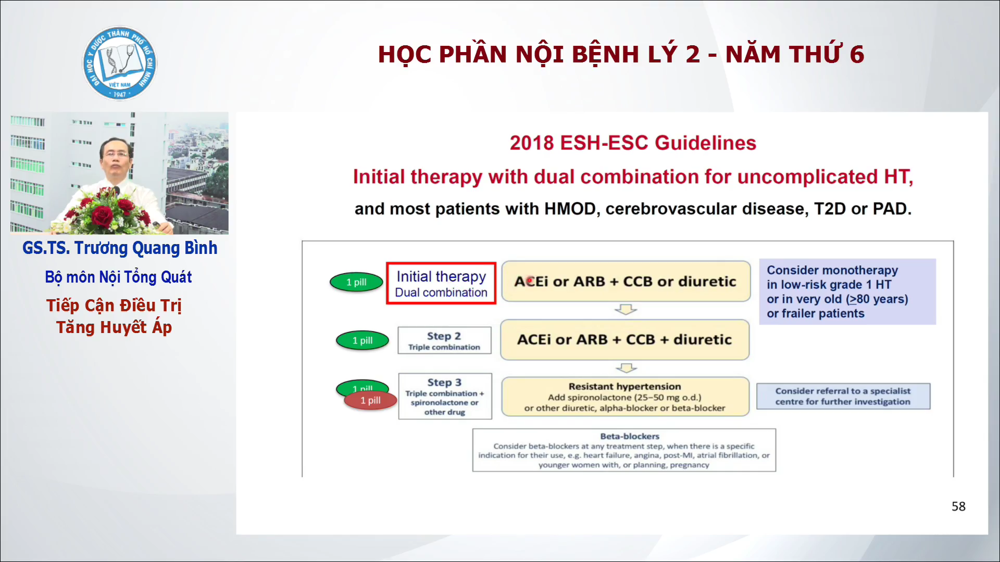 ĐẠI HỌC Y DƯỢC THÀNH PHỐ HỒ CHÍ MINH
VIỆT NAM
· 1947 ·
HỌC PHẦN NỘI BỆNH LÝ 2 - NĂM THỨ 6
GS.TS. Trương Quang Bình
Bộ môn Nội Tổng Quát
Tiếp Cận Điều Trị
Tăng Huyết Áp
2018 ESH-ESC Guidelines
Initial therapy with dual combination for uncomplicated HT,
and most patients with HMOD, cerebrovascular disease, T2D or PAD.
1 pill
Initial therapy
Dual combination
ACEi or ARB + CCB or diuretic
Consider monotherapy
in low-risk grade 1 HT
or in very old (≥80 years)
or frailer patients
1 pill
Step 2
Triple combination
ACEi or ARB + CCB + diuretic
1 pill
1 pill
Step 3
Triple combination +
spironolactone or
other drug
Resistant hypertension
Add spironolactone (25–50 mg o.d.)
or other diuretic, alpha-blocker or beta-blocker
Consider referral to a specialist
centre for further investigation
Beta-blockers
Consider beta-blockers at any treatment step, when there is a specific
indication for their use, e.g. heart failure, angina, post-MI, atrial fibrillation, or
younger women with, or planning, pregnancy
58